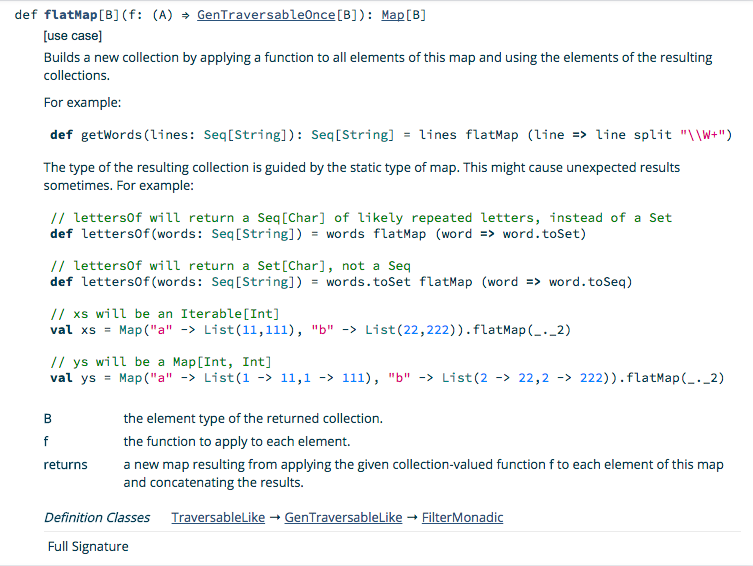 def flatMap[B](f: (A) ⇒ GenTraversableOnce[B]): Map[B]
[use case]
Builds a new collection by applying a function to all elements of this map and using the elements of the resulting
collections.
For example:
def getWords(lines: Seq[String]): Seq[String] = lines flatMap (line => line split "\\W+")
The type of the resulting collection is guided by the static type of map. This might cause unexpected results
sometimes. For example:
// lettersOf will return a Seq[Char] of likely repeated letters, instead of a Set
def lettersOf(words: Seq[String]) = words flatMap (word => word.toSet)
// lettersOf will return a Set[Char], not a Seq
def lettersOf(words: Seq[String]) = words.toSet flatMap (word => word.toSeq)
// xs will be an Iterable[Int]
val xs = Map("a" -> List(11,111), "b" -> List(22,222)).flatMap(_._2)
// ys will be a Map[Int, Int]
val ys = Map("a" -> List(1 -> 11,1 -> 111), "b" -> List(2 -> 22,2 -> 222)).flatMap(_._2)
B the element type of the returned collection.
f the function to apply to each element.
returns a new map resulting from applying the given collection-valued function f to each element of this map
and concatenating the results.
Definition Classes TraversableLike → GenTraversableLike → FilterMonadic
Full Signature